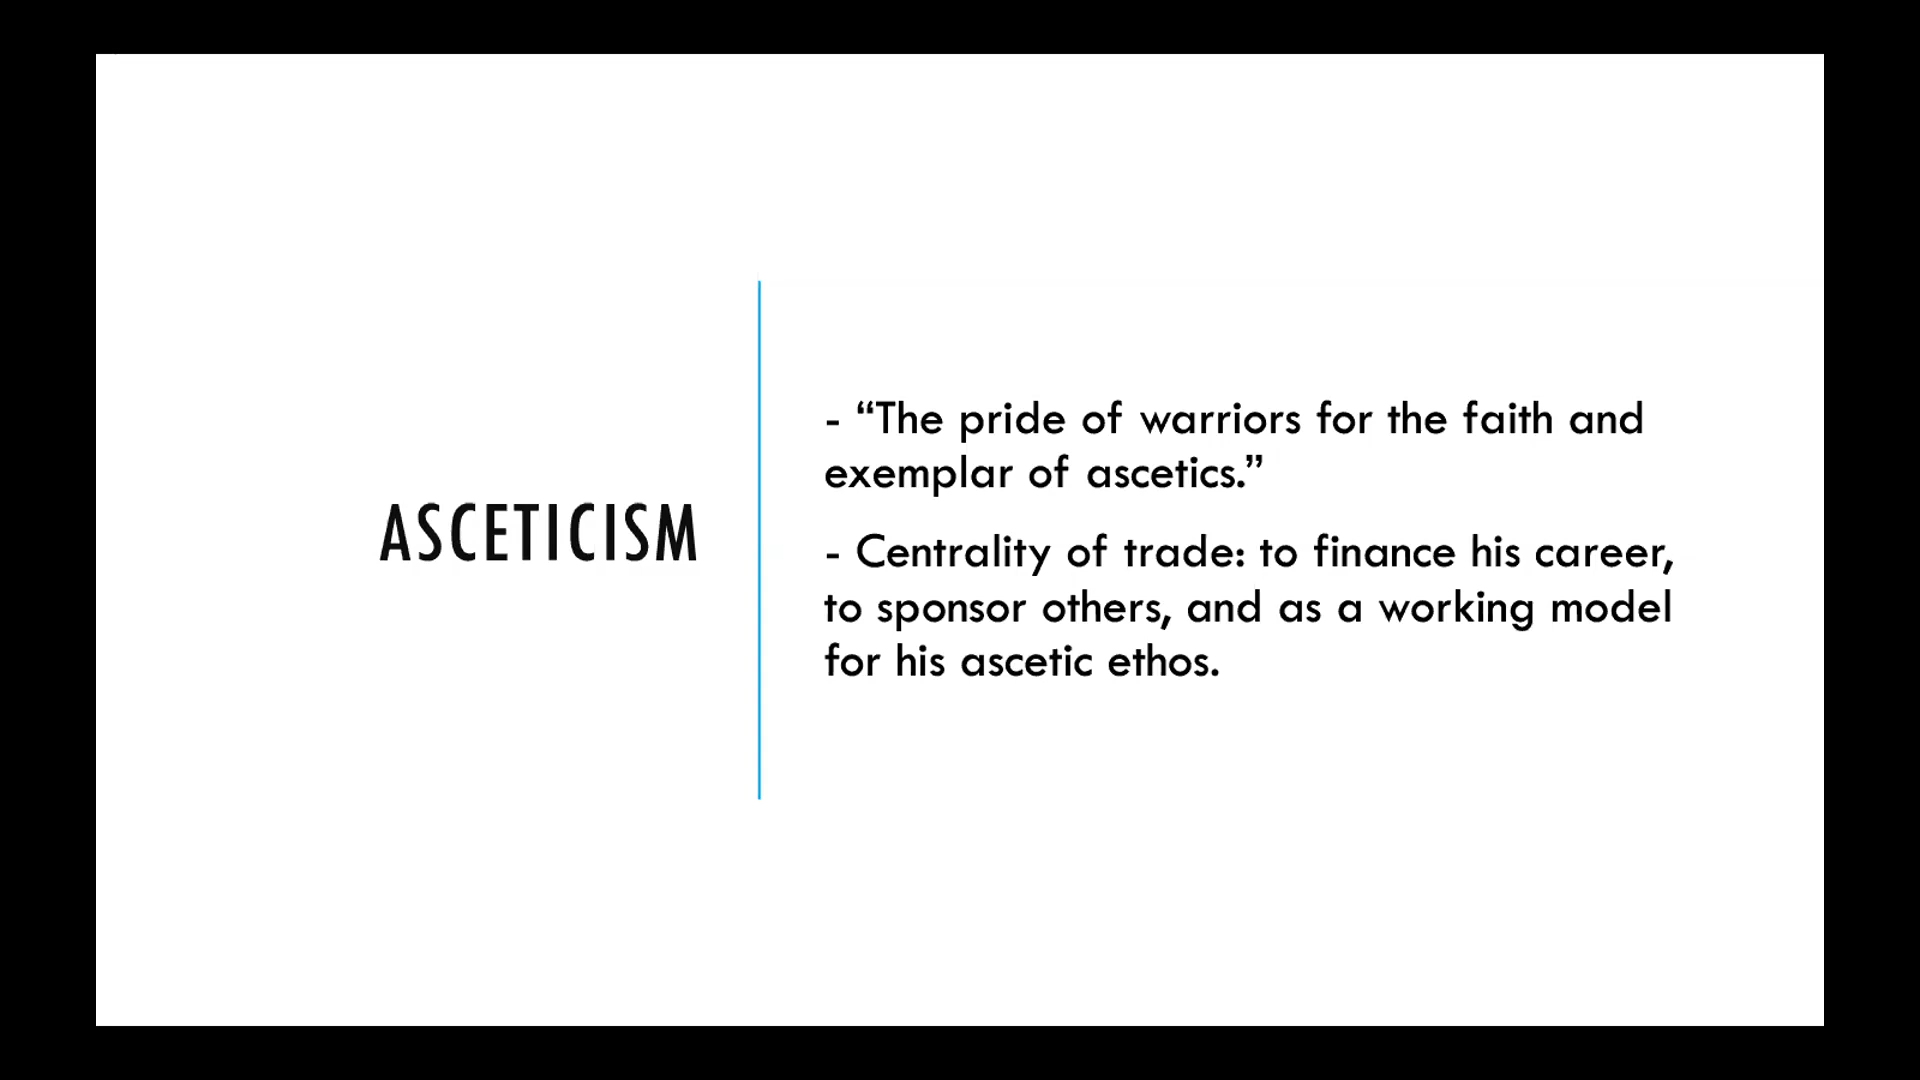 ASCETICISM
- “The pride of warriors for the faith and
exemplar of ascetics.”
- Centrality of trade: to finance his career,
to sponsor others, and as a working model
for his ascetic ethos.